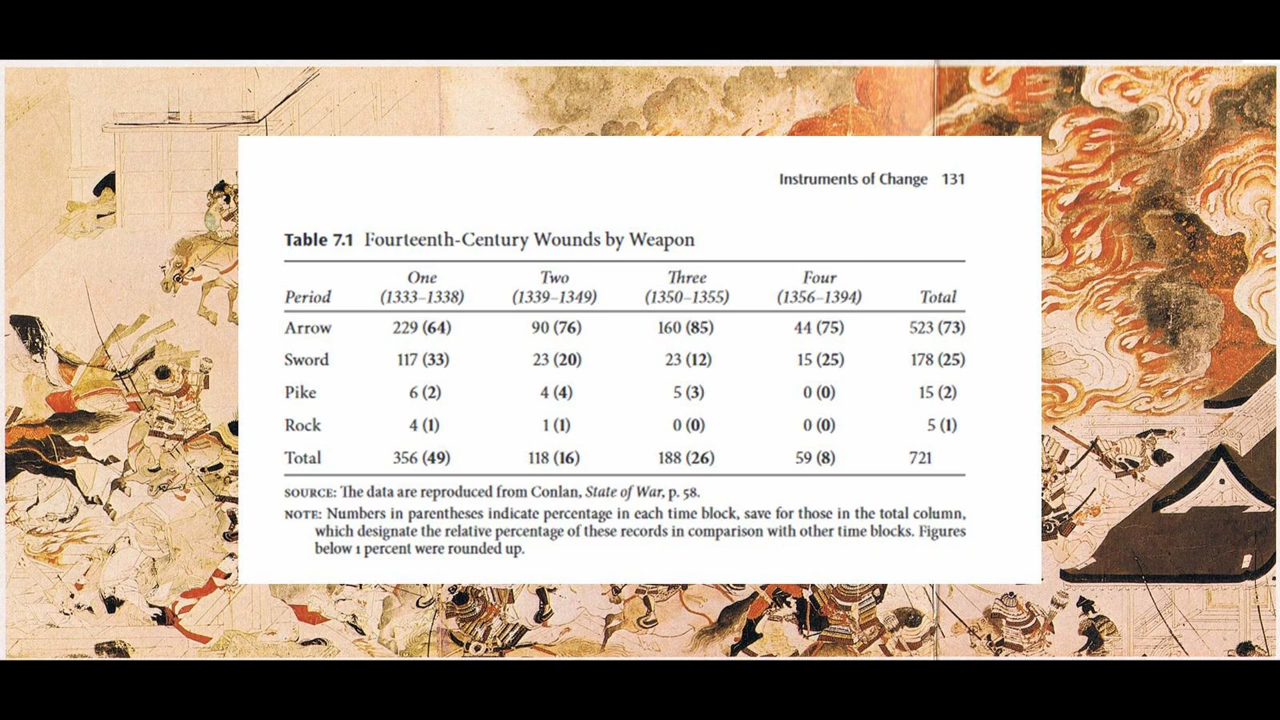 Instruments of Change 131
Table 7.1 Fourteenth-Century Wounds by Weapon
One Two Three Four
Period (1333–1338) (1339–1349) (1350–1355) (1356–1394) Total
Arrow 229 (64) 90 (76) 160 (85) 44 (75) 523 (73)
Sword 117 (33) 23 (20) 23 (12) 15 (25) 178 (25)
Pike 6 (2) 4 (4) 5 (3) 0 (0) 15 (2)
Rock 4 (1) 1 (1) 0 (0) 0 (0) 5 (1)
Total 356 (49) 118 (16) 188 (26) 59 (8) 721
SOURCE: The data are reproduced from Conlan, State of War, p. 58.
NOTE: Numbers in parentheses indicate percentage in each time block, save for those in the total column,
which designate the relative percentage of these records in comparison with other time blocks. Figures
below 1 percent were rounded up.